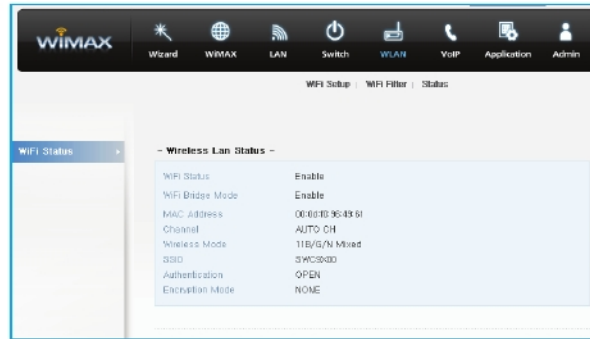 WiMAX
Wizard WiMAX LAN Switch WLAN VoIP Application Admin
WiFi Setup | WiFi Filter | Status
WiFi Status
- Wireless Lan Status -
WiFi Status Enable
WiFi Bridge Mode Enable
MAC Address
Channel AUTO CH
Wireless Mode 11B/G/N Mixed
SSID
Authentication OPEN
Encryption Mode NONE